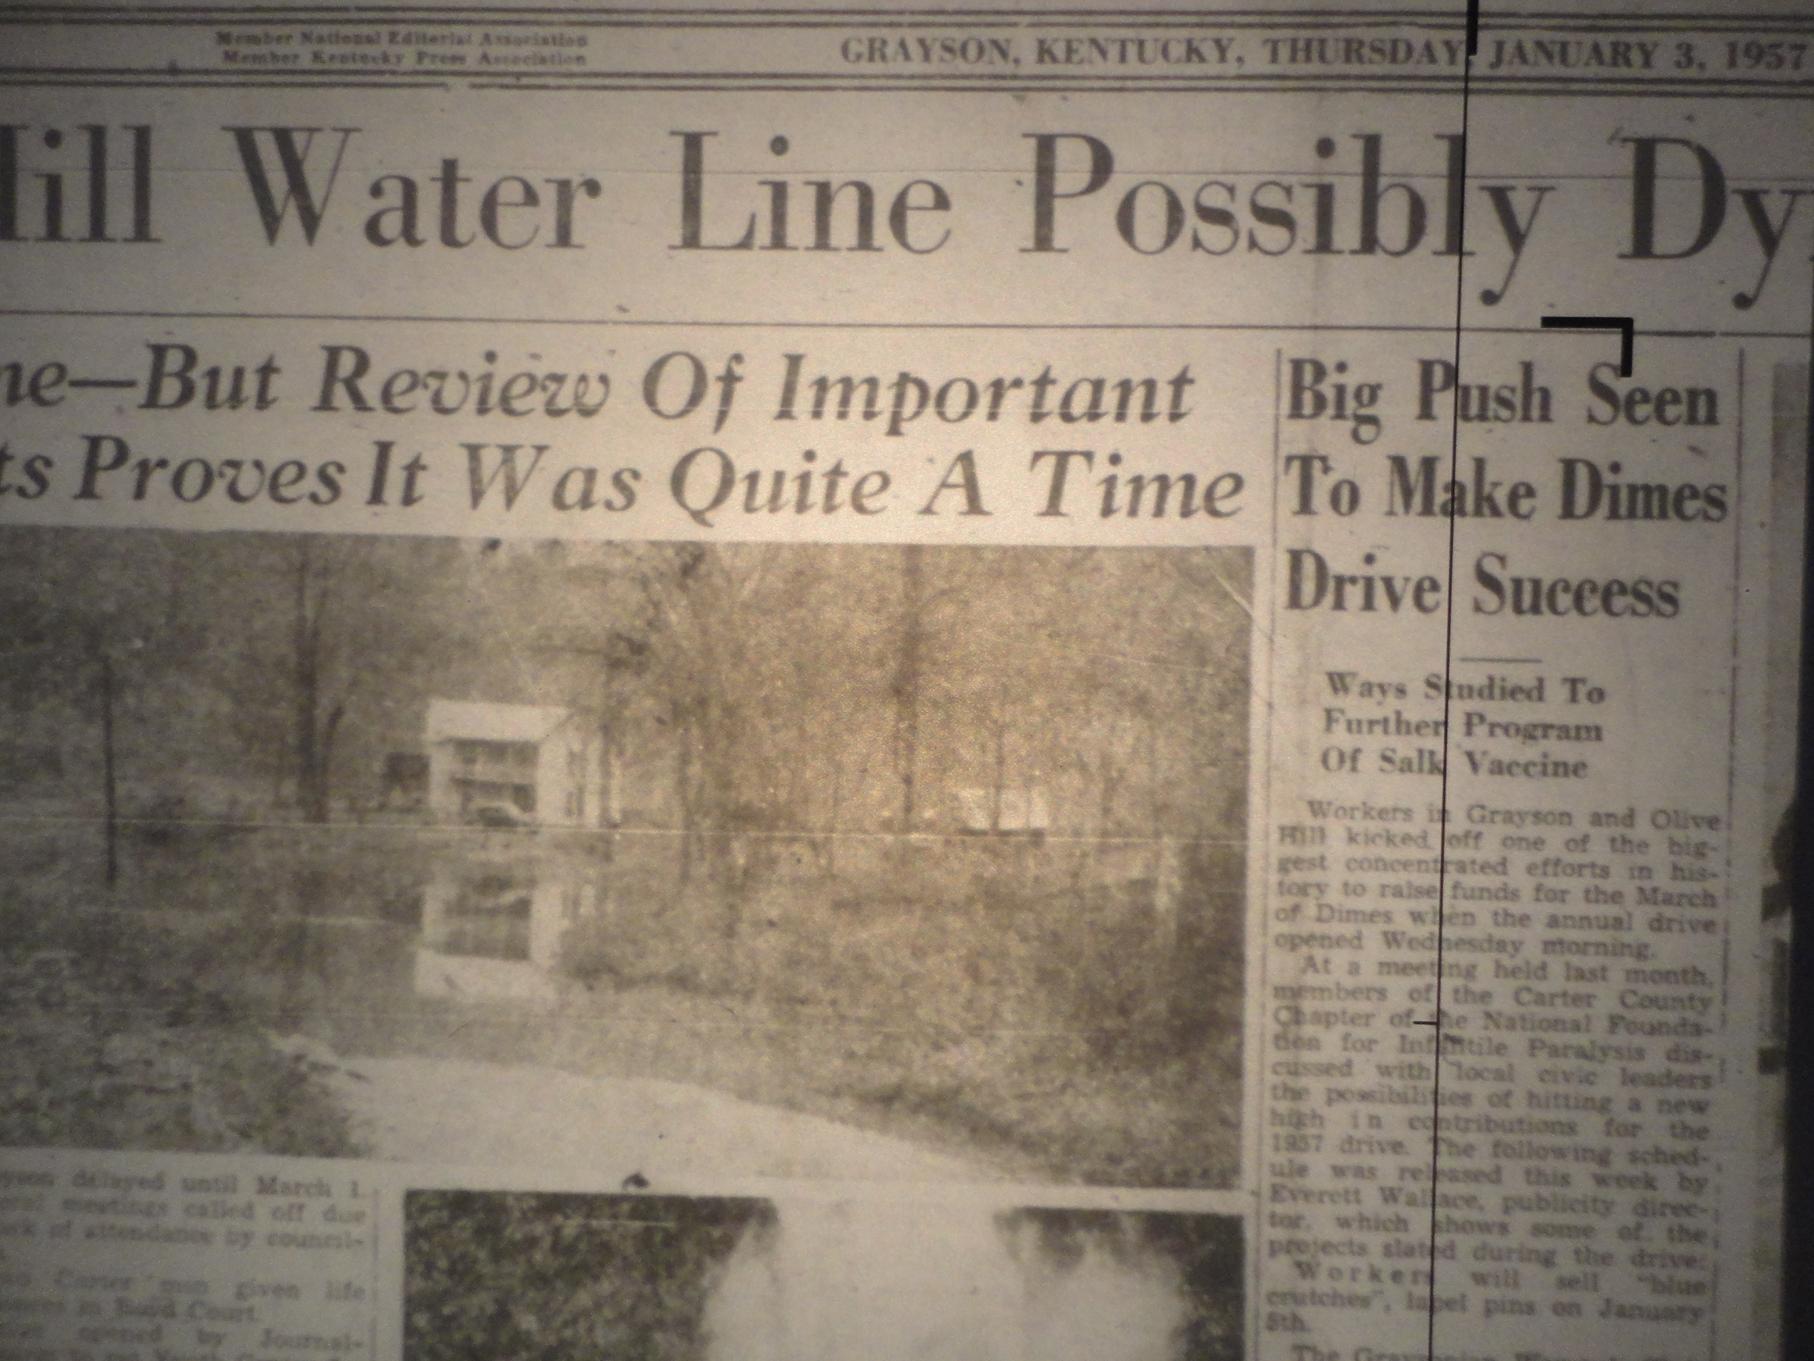 Member National Editorial Association
Member Kentucky Press Association
GRAYSON, KENTUCKY, THURSDAY, JANUARY 3, 1957
Hill Water Line Possibly Dy
ne—But Review Of Important
ts Proves It Was Quite A Time
Big Push Seen
To Make Dimes
Drive Success
Ways Studied To
Further Program
Of Salk Vaccine
Workers in Grayson and Olive
Hill kicked off one of the big-
gest concentrated efforts in his-
tory to raise funds for the March
of Dimes when the annual drive
opened Wednesday morning.
At a meeting held last month,
members of the Carter County
Chapter of the National Founda-
tion for Infantile Paralysis dis-
cussed with local civic leaders
the possibilities of hitting a new
high in contributions for the
1957 drive. The following sched-
ule was released this week by
Everett Wallace, publicity direc-
tor, which shows some of the
projects slated during the drive:
Workers will sell "blue
crutches", lapel pins on January
5th.
The
yson delayed until March 1.
meetings called off due
of attendance by council-
Carter man given life
in Boyd Court.
opened by Journal-